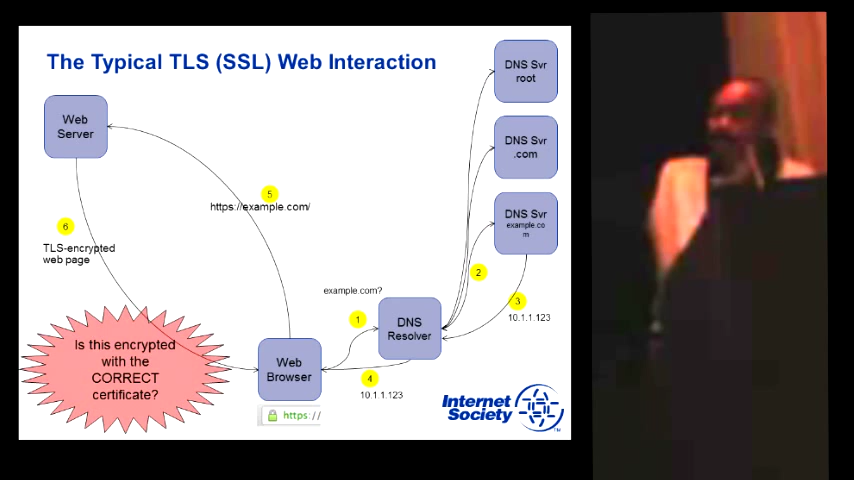 The Typical TLS (SSL) Web Interaction
DNS Svr
root
Web
Server
DNS Svr
.com
5
https://example.com/
DNS Svr
example.co
m
6
TLS-encrypted
web page
2
example.com?
3
10.1.1.123
1
DNS
Resolver
Is this encrypted
with the
CORRECT
certificate?
Web
Browser
4
10.1.1.123
https://
Internet
Society
TM